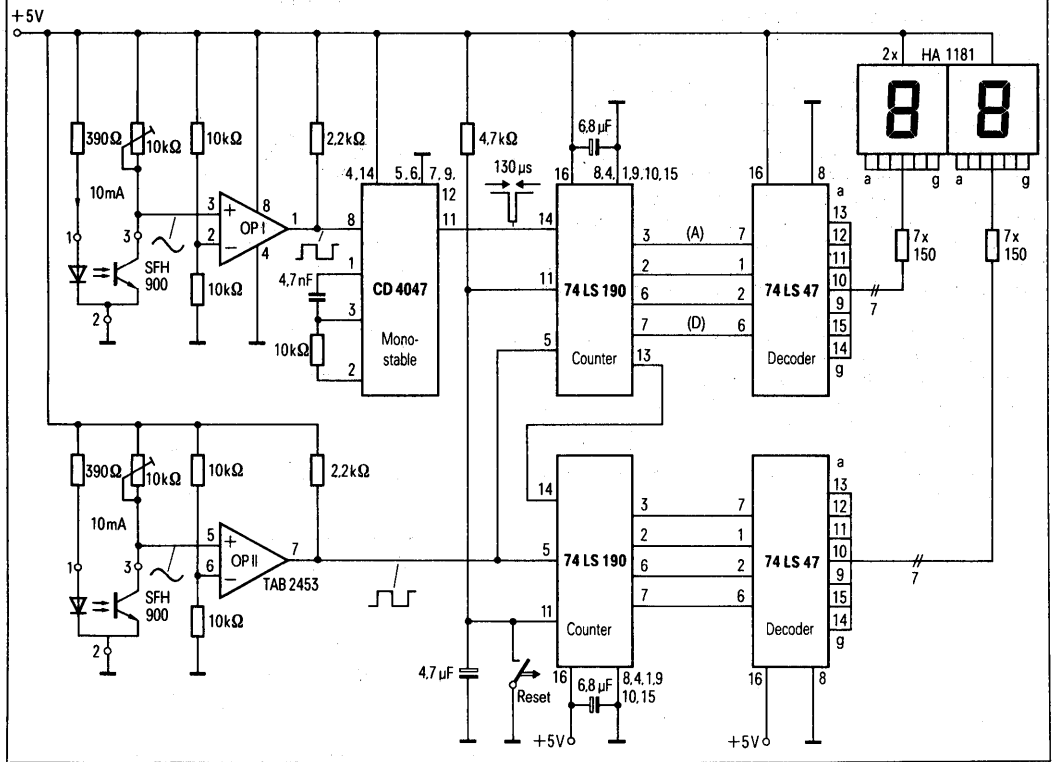 +5V
2x HA 1181
390Ω
10kΩ
10kΩ
2,2kΩ
4,7kΩ
6,8µF
10mA
4,14
5,6,
7,9,
12
130µs
16
8,4,
1,9,10,15
16
8
a
g
a
g
3
+
8
OP I
1
8
11
14
3
(A)
7
a
13
12
11
10
9
15
14
g
7x
150
7x
150
1
3
SFH
900
2
−
4
10kΩ
4,7nF
1
CD 4047
11
2
1
74 LS 190
6
2
74 LS 47
7
3
Mono-
stable
7
(D)
6
10kΩ
5
Counter
13
Decoder
2
2
390Ω
10kΩ
10kΩ
2,2kΩ
10mA
14
3
7
a
13
12
11
10
9
15
14
g
5
+
OP II
7
5
2
1
74 LS 190
74 LS 47
7
1
3
SFH
900
6
−
TAB 2453
6
2
7
6
10kΩ
11
Counter
Decoder
2
4,7µF
Reset
16
6,8µF
8,4,1,9
10,15
16
8
+5V
+5V